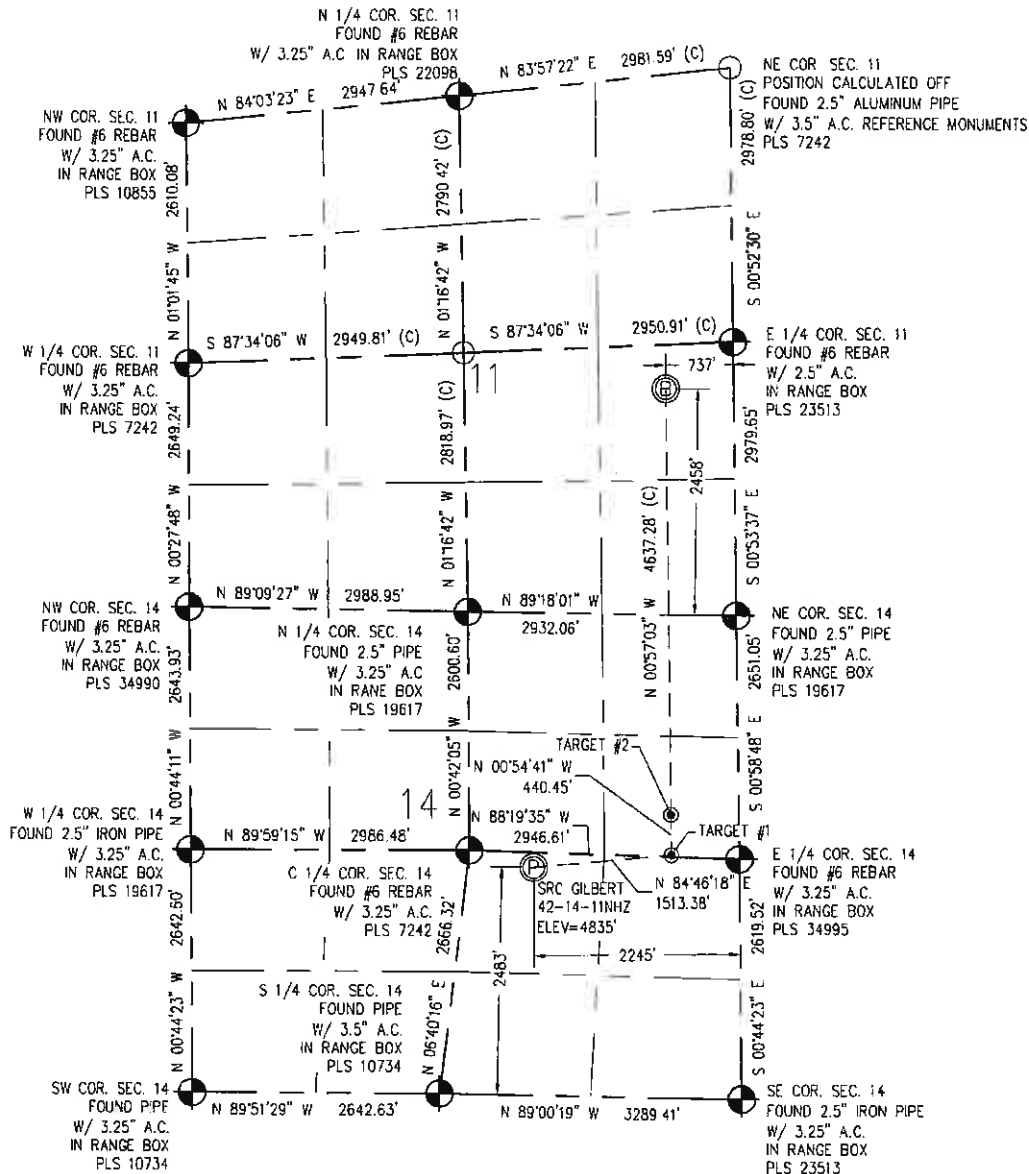 N 1/4 COR. SEC. 11
FOUND #6 REBAR
W/ 3.25" A.C IN RANGE BOX
PLS 22098
N 83°57'22" E 2981.59' (C)
NE COR SEC. 11
POSITION CALCULATED OFF
FOUND 2.5" ALUMINUM PIPE
W/ 3.5" A.C. REFERENCE MONUMENTS
PLS 7242
N 84°03'23" E 2947.64'
NW COR. SEC. 11
FOUND #6 REBAR
W/ 3.25" A.C.
IN RANGE BOX
PLS 10855
N 01°01'45" W 2610.08'
N 01°16'42" W 2790.42' (C)
S 00°52'30" E 2978.80' (C)
S 87°34'06" W 2949.81' (C)
S 87°34'06" W 2950.91' (C)
W 1/4 COR. SEC. 11
FOUND #6 REBAR
W/ 3.25" A.C.
IN RANGE BOX
PLS 7242
11
E 1/4 COR. SEC. 11
FOUND #6 REBAR
W/ 2.5" A.C.
IN RANGE BOX
PLS 23513
737'
B
N 00°27'48" W 2649.24'
N 01°16'42" W 2818.97' (C)
N 00°57'03" W 4637.28' (C)
2458'
S 00°53'37" E 2979.65'
N 89°09'27" W 2988.95'
N 89°18'01" W
2932.06'
NW COR. SEC. 14
FOUND #6 REBAR
W/ 3.25" A.C.
IN RANGE BOX
PLS 34990
N 1/4 COR. SEC. 14
FOUND 2.5" PIPE
W/ 3.25" A.C
IN RANE BOX
PLS 19617
NE COR. SEC. 14
FOUND 2.5" PIPE
W/ 3.25" A.C.
IN RANGE BOX
PLS 19617
N 00°44'11" W 2643.93'
N 00°42'05" W 2600.60'
S 00°58'48" E 2651.05'
TARGET #2
N 00°54'41" W
440.45'
14
N 88°19'35" W
2946.61'
TARGET #1
W 1/4 COR. SEC. 14
FOUND 2.5" IRON PIPE
W/ 3.25" A.C.
IN RANGE BOX
PLS 19617
N 89°59'15" W 2986.48'
C 1/4 COR. SEC. 14
FOUND #6 REBAR
W/ 3.25" A.C.
PLS 7242
P
SRC GILBERT
42-14-11NHZ
ELEV=4835'
N 84°46'18" E
1513.38'
E 1/4 COR. SEC. 14
FOUND #6 REBAR
W/ 3.25" A.C.
IN RANGE BOX
PLS 34995
N 00°44'23" W 2642.60'
N 06°40'16" E 2666.32'
2483'
2245'
S 00°44'23" E 2619.52'
S 1/4 COR. SEC. 14
FOUND PIPE
W/ 3.5" A.C.
IN RANGE BOX
PLS 10734
SW COR. SEC. 14
FOUND PIPE
W/ 3.25" A.C.
IN RANGE BOX
PLS 10734
N 89°51'29" W 2642.63'
N 89°00'19" W 3289.41'
SE COR. SEC. 14
FOUND 2.5" IRON PIPE
W/ 3.25" A.C.
IN RANGE BOX
PLS 23513